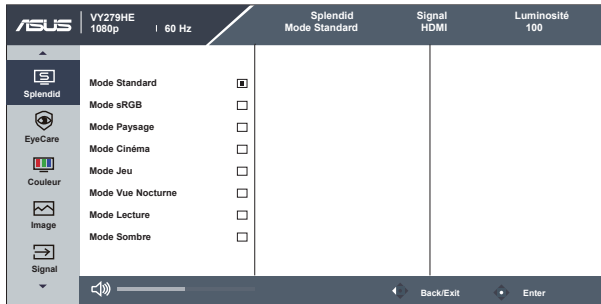 ASUS
VY279HE
1080p | 60 Hz
Splendid
Mode Standard
Signal
HDMI
Luminosité
100
Splendid
EyeCare
Couleur
Image
Signal
Mode Standard
Mode sRGB
Mode Paysage
Mode Cinéma
Mode Jeu
Mode Vue Nocturne
Mode Lecture
Mode Sombre
Back/Exit
Enter